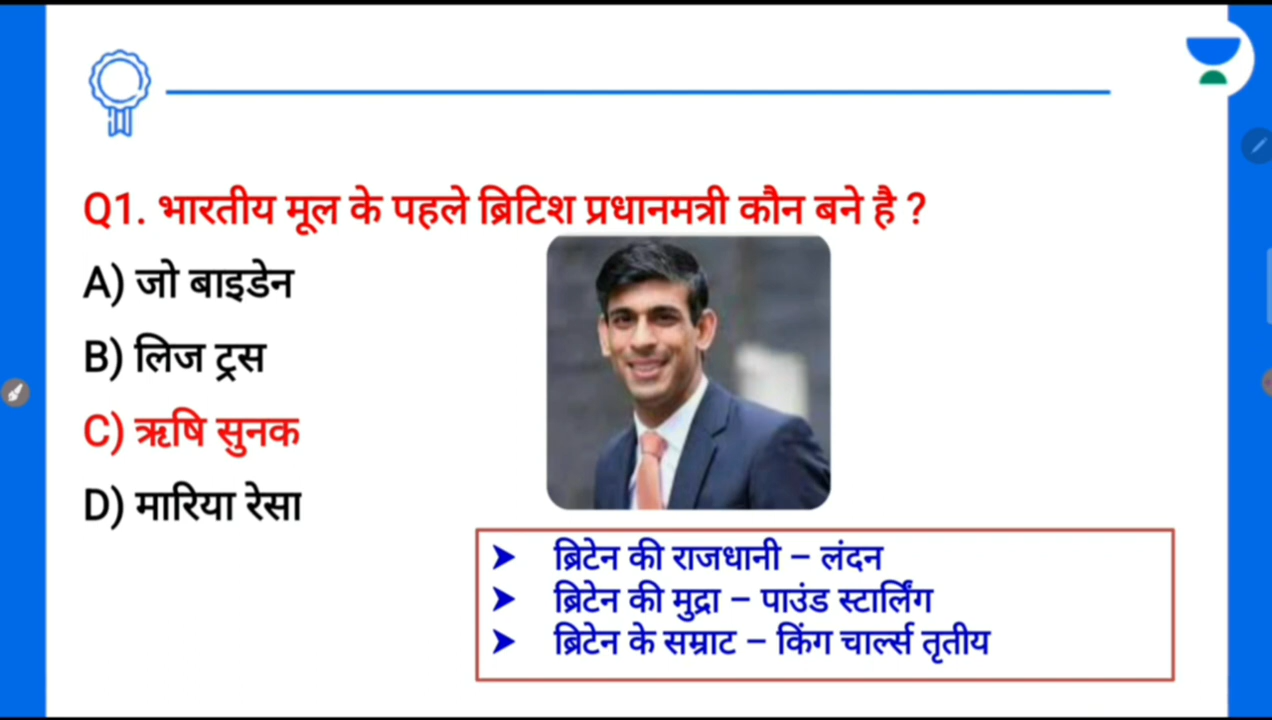 Q1. भारतीय मूल के पहले ब्रिटिश प्रधानमत्री कौन बने है ?
A) जो बाइडेन
B) लिज ट्रस
C) ऋषि सुनक
D) मारिया रेसा
➤ ब्रिटेन की राजधानी – लंदन
➤ ब्रिटेन की मुद्रा – पाउंड स्टार्लिंग
➤ ब्रिटेन के सम्राट – किंग चार्ल्स तृतीय